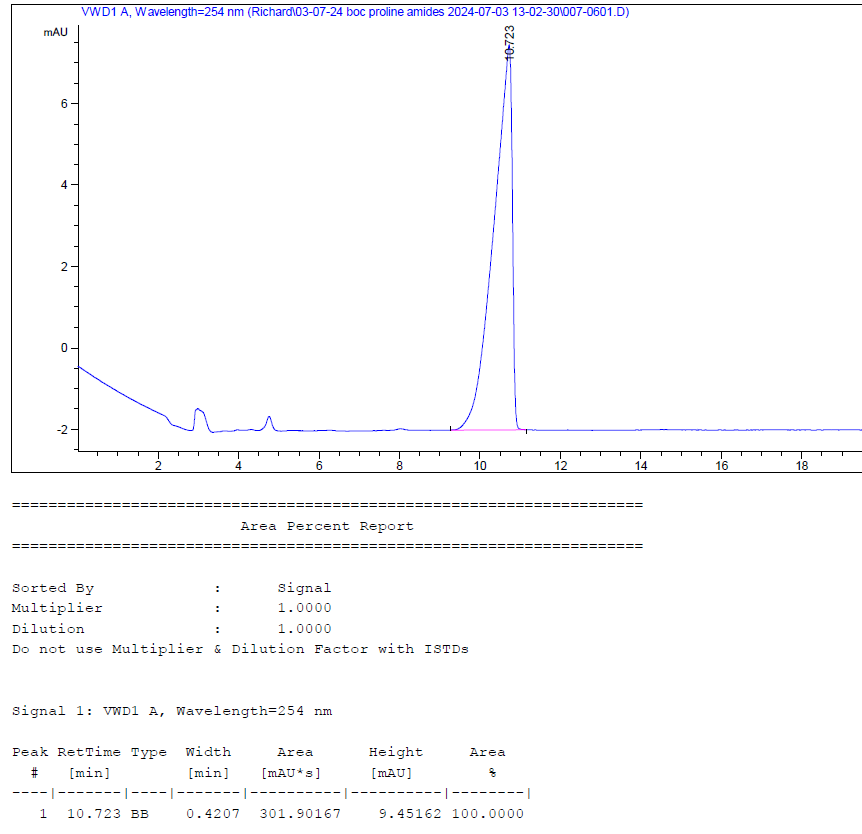 VWD1 A, Wavelength=254 nm (Richard\03-07-24 boc proline amides 2024-07-03 13-02-30\007-0601.D)
mAU
10.723
6
4
2
0
-2
2 4 6 8 10 12 14 16 18
=====================================================================
Area Percent Report
=====================================================================
Sorted By : Signal
Multiplier : 1.0000
Dilution : 1.0000
Do not use Multiplier & Dilution Factor with ISTDs
Signal 1: VWD1 A, Wavelength=254 nm
Peak RetTime Type Width Area Height Area
# [min] [min] [mAU*s] [mAU] %
----|-------|----|-------|----------|----------|--------|
1 10.723 BB 0.4207 301.90167 9.45162 100.0000